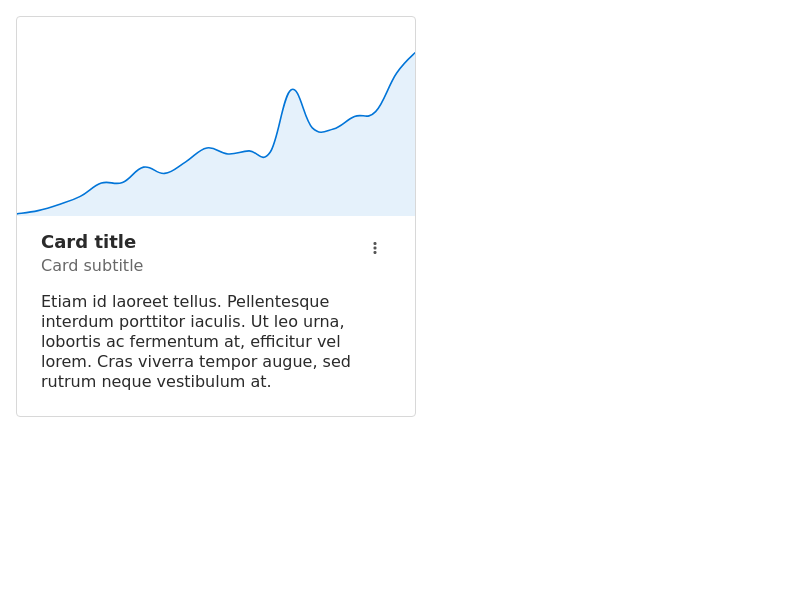 Card title
Card subtitle
Etiam id laoreet tellus. Pellentesque
interdum porttitor iaculis. Ut leo urna,
lobortis ac fermentum at, efficitur vel
lorem. Cras viverra tempor augue, sed
rutrum neque vestibulum at.